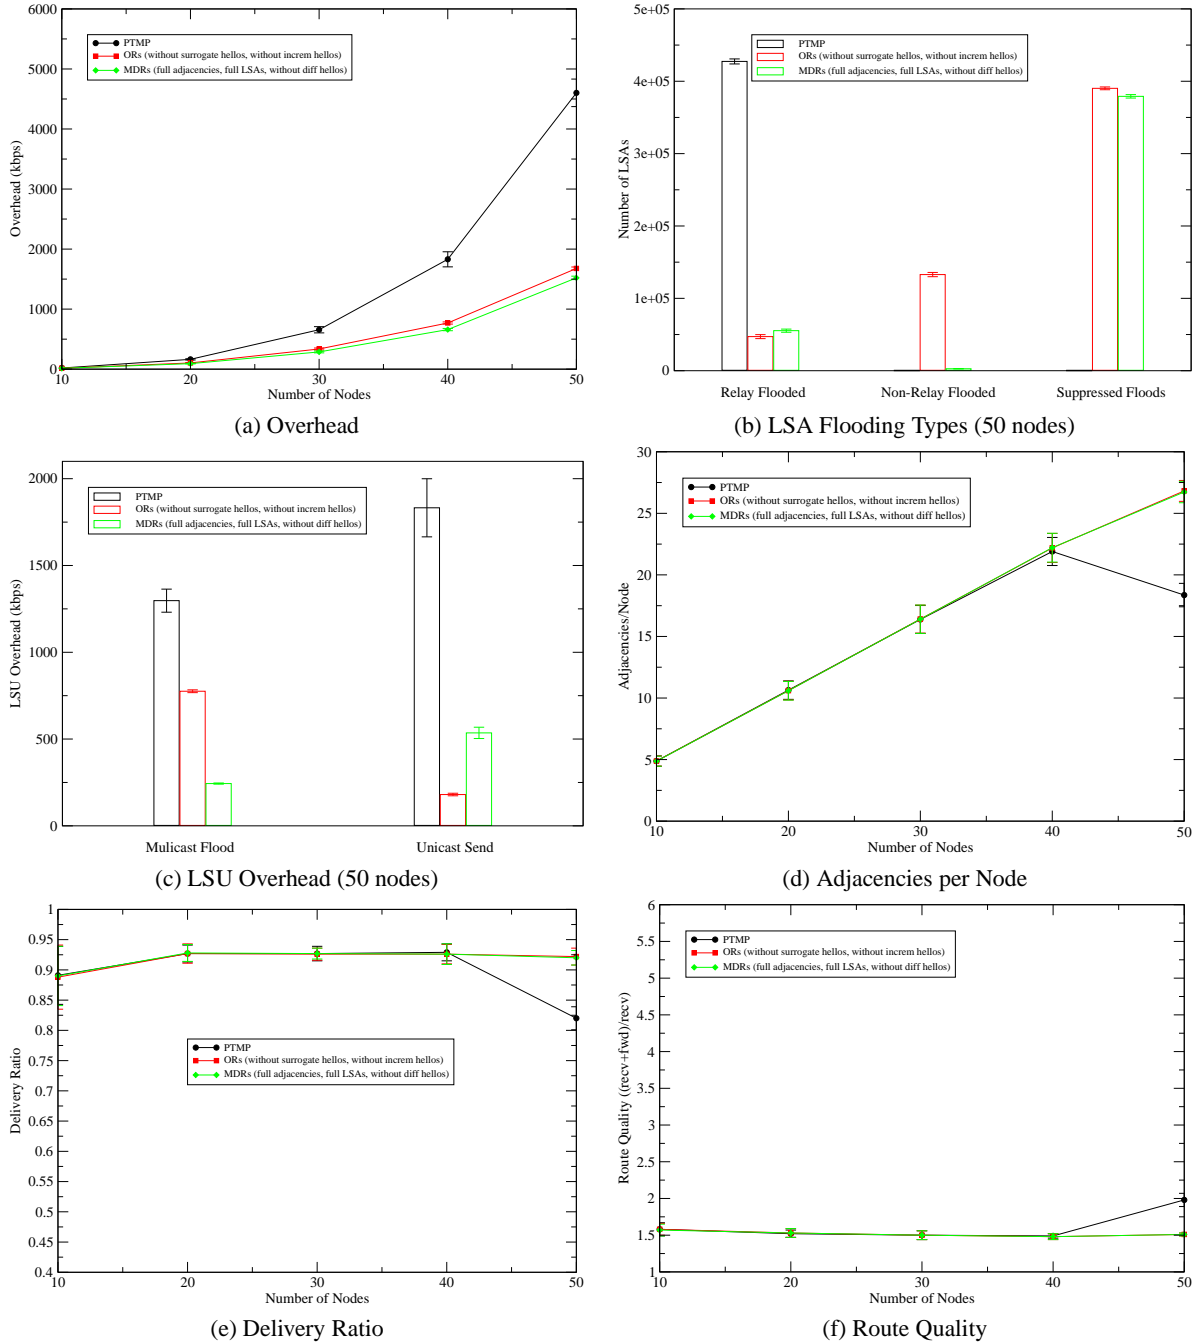 6000
5000
4000
3000
2000
1000
0
10
20
30
40
50
Overhead (kbps)
Number of Nodes
PTMP
ORs (without surrogate hellos, without increm hellos)
MDRs (full adjacencies, full LSAs, without diff hellos)
(a) Overhead
5e+05
4e+05
3e+05
2e+05
1e+05
0
Number of LSAs
PTMP
ORs (without surrogate hellos, without increm hellos)
MDRs (full adjacencies, full LSAs, without diff hellos)
Relay Flooded
Non-Relay Flooded
Suppressed Floods
(b) LSA Flooding Types (50 nodes)
2000
1500
1000
500
0
LSU Overhead (kbps)
PTMP
ORs (without surrogate hellos, without increm hellos)
MDRs (full adjacencies, full LSAs, without diff hellos)
Mulicast Flood
Unicast Send
(c) LSU Overhead (50 nodes)
30
25
20
15
10
5
0
10
20
30
40
50
Adjacencies/Node
Number of Nodes
PTMP
ORs (without surrogate hellos, without increm hellos)
MDRs (full adjacencies, full LSAs, without diff hellos)
(d) Adjacencies per Node
1
0.95
0.9
0.85
0.8
0.75
0.7
0.65
0.6
0.55
0.5
0.45
0.4
10
20
30
40
50
Delivery Ratio
Number of Nodes
PTMP
ORs (without surrogate hellos, without increm hellos)
MDRs (full adjacencies, full LSAs, without diff hellos)
(e) Delivery Ratio
6
5.5
5
4.5
4
3.5
3
2.5
2
1.5
1
10
20
30
40
50
Route Quality ((recv+fwd)/recv)
Number of Nodes
PTMP
ORs (without surrogate hellos, without increm hellos)
MDRs (full adjacencies, full LSAs, without diff hellos)
(f) Route Quality